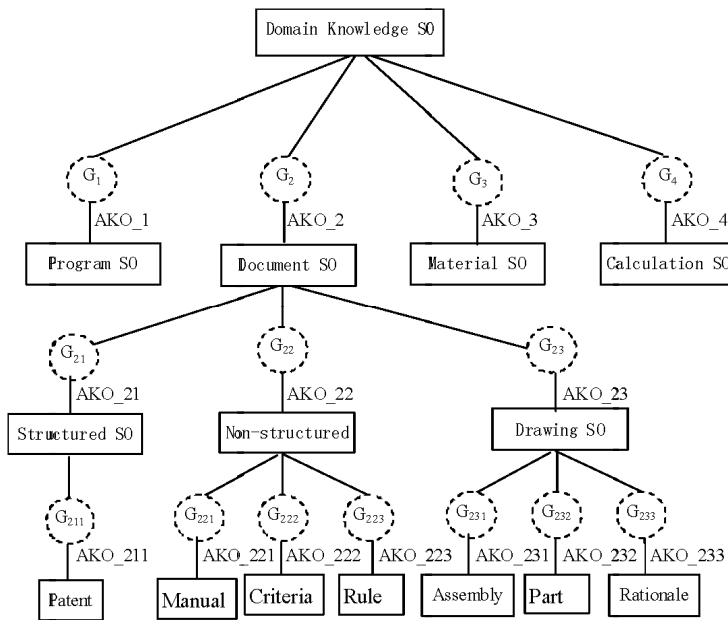 Domain Knowledge SO
G1
G2
G3
G4
AKO_1
AKO_2
AKO_3
AKO_4
Program SO
Document SO
Material SO
Calculation SO
G21
G22
G23
AKO_21
AKO_22
AKO_23
Structured SO
Non-structured
Drawing SO
G211
G221
G222
G223
G231
G232
G233
AKO_211
AKO_221
AKO_222
AKO_223
AKO_231
AKO_232
AKO_233
Patent
Manual
Criteria
Rule
Assembly
Part
Rationale